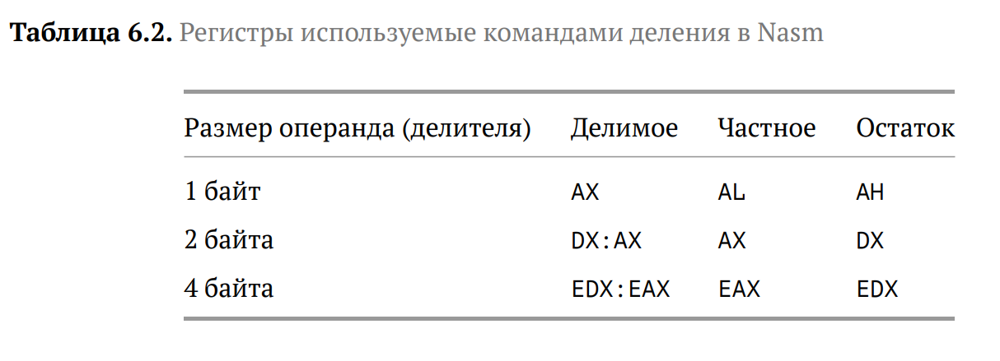 Таблица 6.2. Регистры используемые командами деления в Nasm
Размер операнда (делителя) Делимое Частное Остаток
1 байт AX AL AH
2 байта DX:AX AX DX
4 байта EDX:EAX EAX EDX